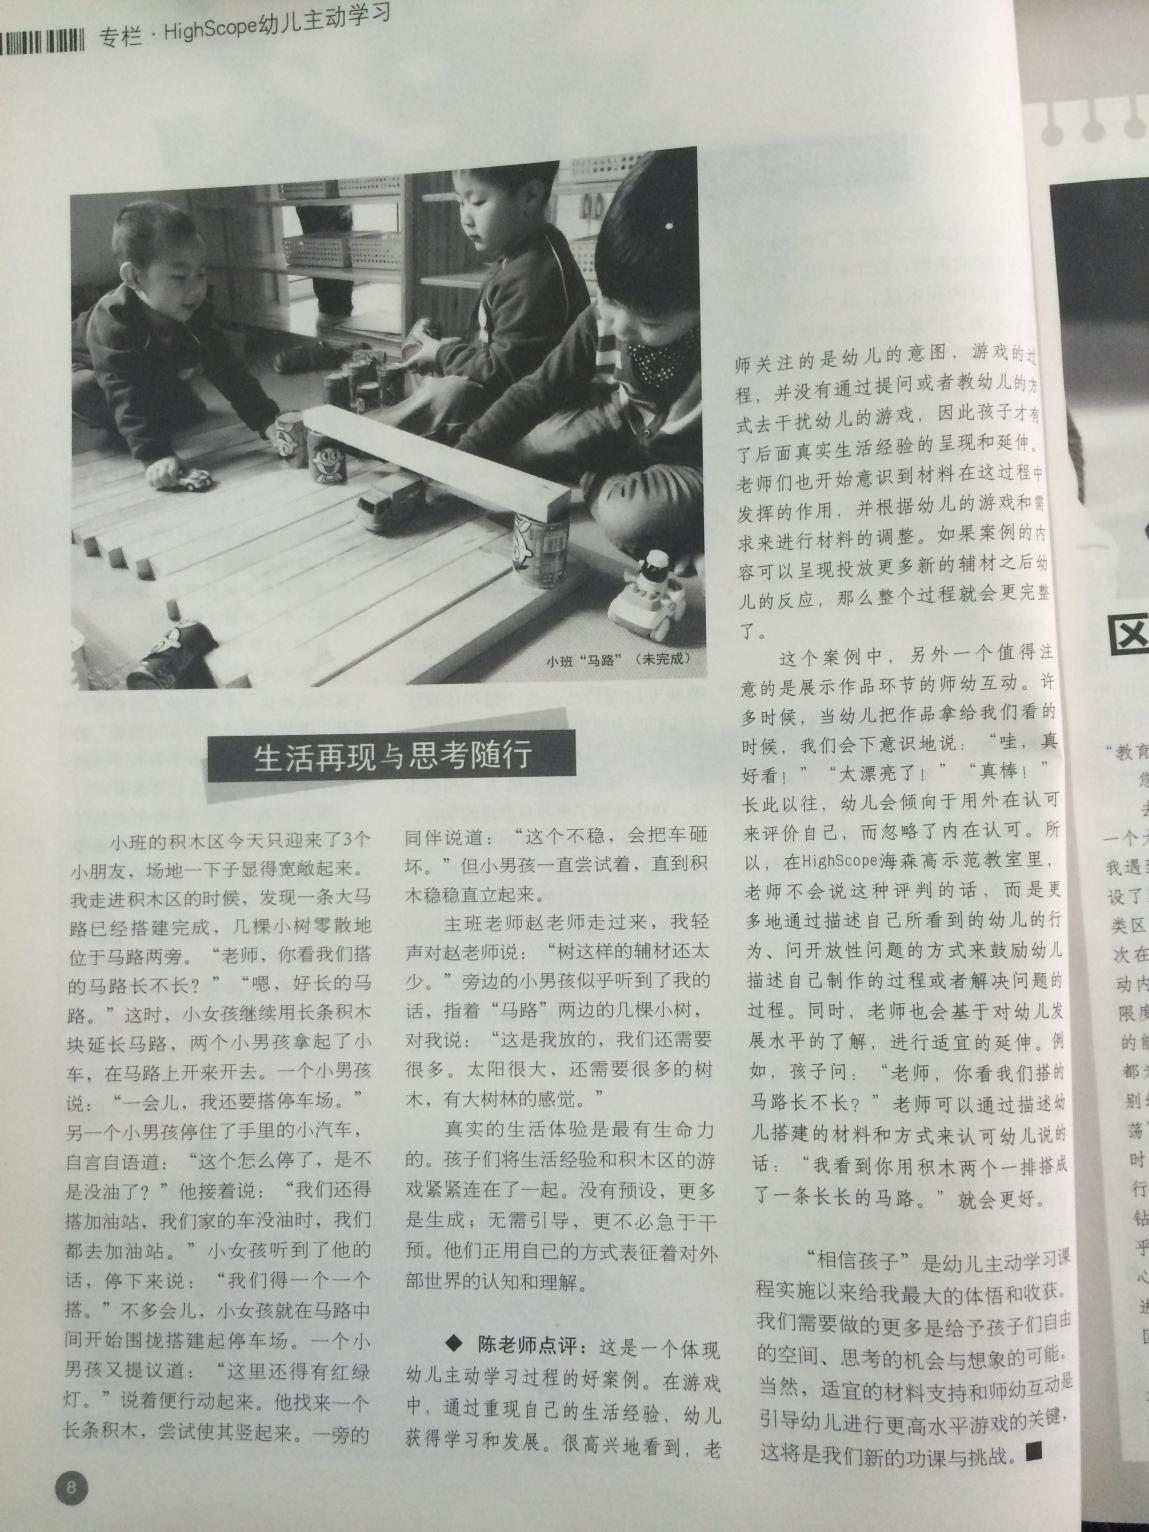 专栏·HighScope幼儿主动学习
小班“马路”（未完成）
生活再现与思考随行
小班的积木区今天只迎来了3个
小朋友，场地一下子显得宽敞起来。
我走进积木区的时候，发现一条大马
路已经搭建完成，几棵小树零散地
位于马路两旁。“老师，你看我们搭
的马路长不长？”“嗯，好长的马
路。”这时，小女孩继续用长条积木
块延长马路，两个小男孩拿起了小
车，在马路上开来开去。一个小男孩
说：“一会儿，我还要搭停车场。”
另一个小男孩停住了手里的小汽车，
自言自语道：“这个怎么停了，是不
是没油了？”他接着说：“我们还得
搭加油站，我们家的车没油时，我们
都去加油站。”小女孩听到了他的
话，停下来说：“我们得一个一个
搭。”不多会儿，小女孩就在马路中
间开始围拢搭建起停车场。一个小
男孩又提议道：“这里还得有红绿
灯。”说着便行动起来。他找来一个
长条积木，尝试使其竖起来。一旁的
同伴说道：“这个不稳，会把车砸
坏。”但小男孩一直尝试着，直到积
木稳稳直立起来。
主班老师赵老师走过来，我轻
声对赵老师说：“树这样的辅材还太
少。”旁边的小男孩似乎听到了我的
话，指着“马路”两边的几棵小树，
对我说：“这是我放的，我们还需要
很多。太阳很大，还需要很多的树
木，有大树林的感觉。”
真实的生活体验是最有生命力
的。孩子们将生活经验和积木区的游
戏紧紧连在了一起。没有预设，更多
是生成；无需引导，更不必急于干
预。他们正用自己的方式表征着对外
部世界的认知和理解。
◆ 陈老师点评：这是一个体现
幼儿主动学习过程的好案例。在游戏
中，通过重现自己的生活经验，幼儿
获得学习和发展。很高兴地看到，老
师关注的是幼儿的意图，游戏的过
程，并没有通过提问或者教幼儿的方
式去干扰幼儿的游戏，因此孩子才有
了后面真实生活经验的呈现和延伸。
老师们也开始意识到材料在这过程中
发挥的作用，并根据幼儿的游戏和需
求来进行材料的调整。如果案例的内
容可以呈现投放更多新的辅材之后幼
儿的反应，那么整个过程就会更完整
了。
这个案例中，另外一个值得注
意的是展示作品环节的师幼互动。许
多时候，当幼儿把作品拿给我们看的
时候，我们会下意识地说：“哇，真
好看！”“太漂亮了！”“真棒！”
长此以往，幼儿会倾向于用外在认可
来评价自己，而忽略了内在认可。所
以，在HighScope海森高示范教室里，
老师不会说这种评判的话，而是更
多地通过描述自己所看到的幼儿的行
为、问开放性问题的方式来鼓励幼儿
描述自己制作的过程或者解决问题的
过程。同时，老师也会基于对幼儿发
展水平的了解，进行适宜的延伸。例
如，孩子问：“老师，你看我们搭的
马路长不长？”老师可以通过描述幼
儿搭建的材料和方式来认可幼儿说的
话：“我看到你用积木两个一排搭成
了一条长长的马路。”就会更好。
“相信孩子”是幼儿主动学习课
程实施以来给我最大的体悟和收获。
我们需要做的更多是给予孩子们自由
的空间、思考的机会与想象的可能。
当然，适宜的材料支持和师幼互动是
引导幼儿进行更高水平游戏的关键，
这将是我们新的功课与挑战。■
8
“教育
一个大
我遇到
设了
类区
次在
动内
限度
的能
时
行